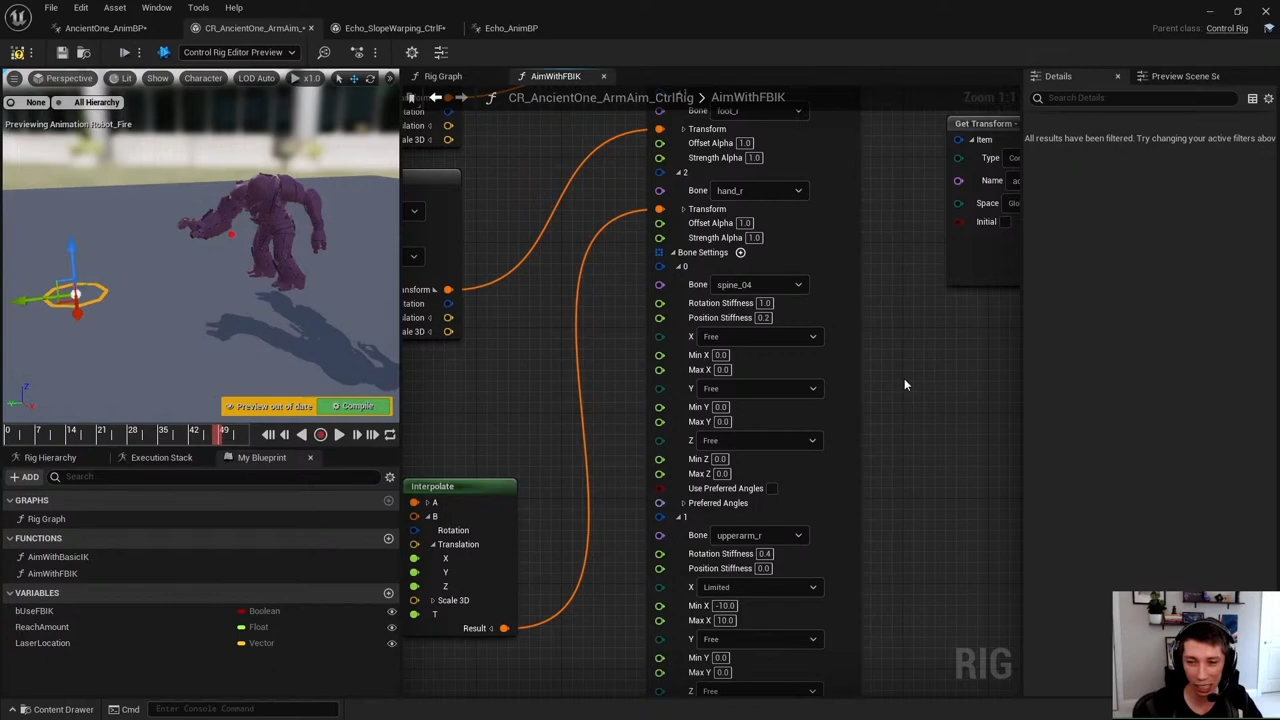 File Edit Asset Window Tools Help
AncientOne_AnimBP*
CR_AncientOne_ArmAim_*
Echo_SlopeWarping_Ctrlf*
Echo_AnimBP
Parent class: Control Rig
Control Rig Editor Preview
Perspective Lit Show Character LOD Auto x1.0
None All Hierarchy
Previewing Animation Robot_Fire
Preview out of date Compile
0 7 14 21 28 35 42 49
Rig Hierarchy Execution Stack My Blueprint
ADD Search
GRAPHS
Rig Graph
FUNCTIONS
AimWithBasicIK
AimWithFBIK
VARIABLES
bUseFBIK Boolean
ReachAmount Float
LaserLocation Vector
Content Drawer Cmd Enter Console Command
Rig Graph AimWithFBIK
CR_AncientOne_ArmAim_CtrlRig > AimWithFBIK Zoom 1:1
Scale 3D
Interpolate
A
B
Rotation
Translation
X
Y
Z
Scale 3D
T
Result
Bone foot_r
Transform
Offset Alpha 1.0
Strength Alpha 1.0
2
Bone hand_r
Transform
Offset Alpha 1.0
Strength Alpha 1.0
Bone Settings
0
Bone spine_04
Rotation Stiffness 1.0
Position Stiffness 0.2
X Free
Min X 0.0
Max X 0.0
Y Free
Min Y 0.0
Max Y 0.0
Z Free
Min Z 0.0
Max Z 0.0
Use Preferred Angles
Preferred Angles
1
Bone upperarm_r
Rotation Stiffness 0.4
Position Stiffness 0.0
X Limited
Min X -10.0
Max X 10.0
Y Free
Min Y 0.0
Max Y 0.0
Z Free
RIG
Get Transform -
Item
Type
Name
Space
Initial
Details Preview Scene Se
Search Details
All results have been filtered. Try changing your active filters above